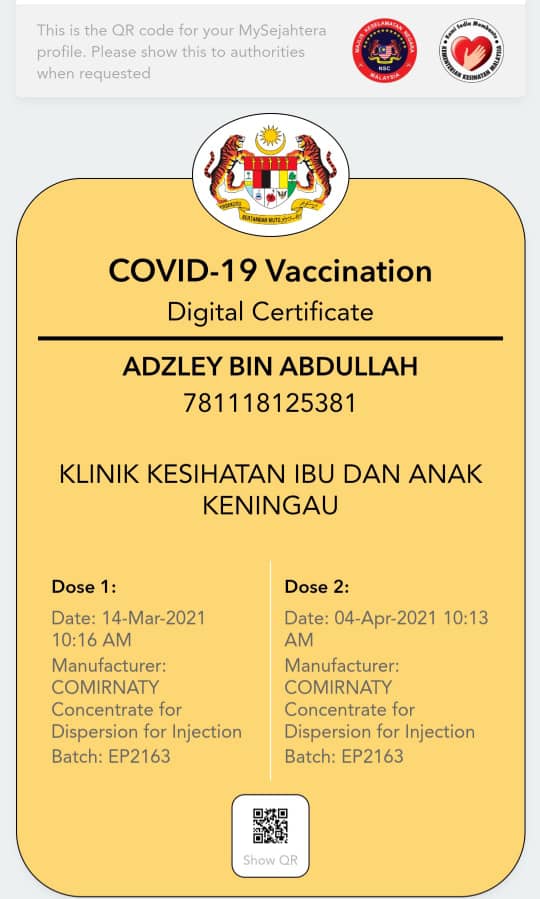 This is the QR code for your MySejahtera
profile. Please show this to authorities
when requested
MAJLIS KESELAMATAN NEGARA
NSC
MALAYSIA
Kami Sedia Membantu
KEMENTERIAN KESIHATAN MALAYSIA
BERTAMBAH MUTU
COVID-19 Vaccination
Digital Certificate
ADZLEY BIN ABDULLAH
781118125381
KLINIK KESIHATAN IBU DAN ANAK
KENINGAU
Dose 1:
Date: 14-Mar-2021
10:16 AM
Manufacturer:
COMIRNATY
Concentrate for
Dispersion for Injection
Batch: EP2163
Dose 2:
Date: 04-Apr-2021 10:13
AM
Manufacturer:
COMIRNATY
Concentrate for
Dispersion for Injection
Batch: EP2163
Show QR